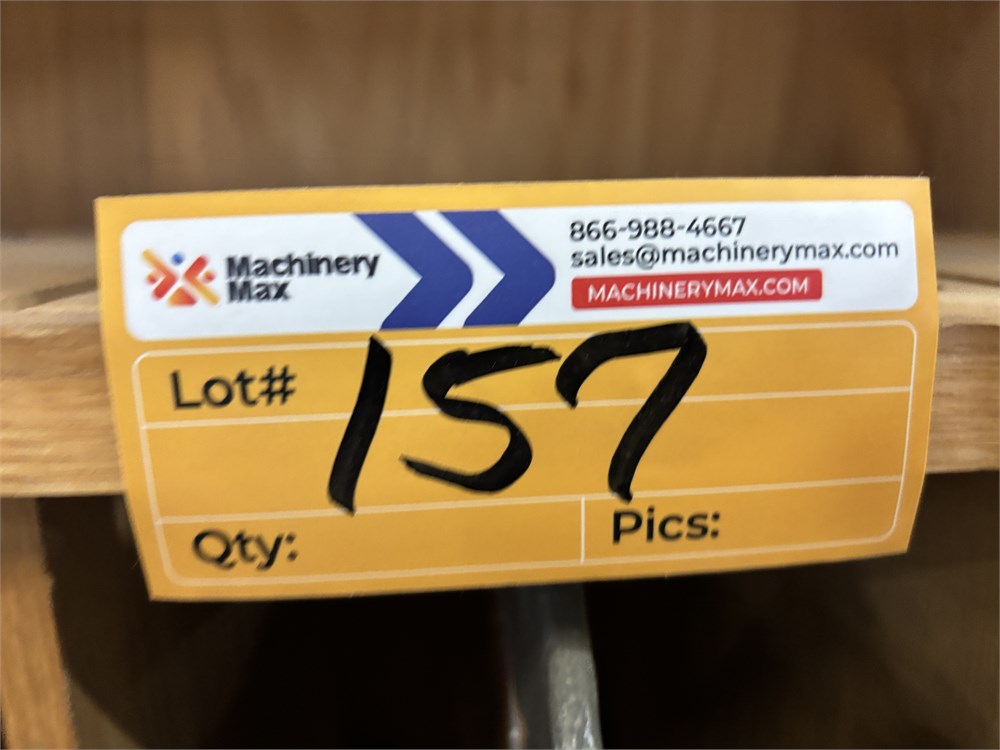 Machinery
Max
866-988-4667
sales@machinerymax.com
MACHINERYMAX.COM
Lot# 157
Qty:
Pics: